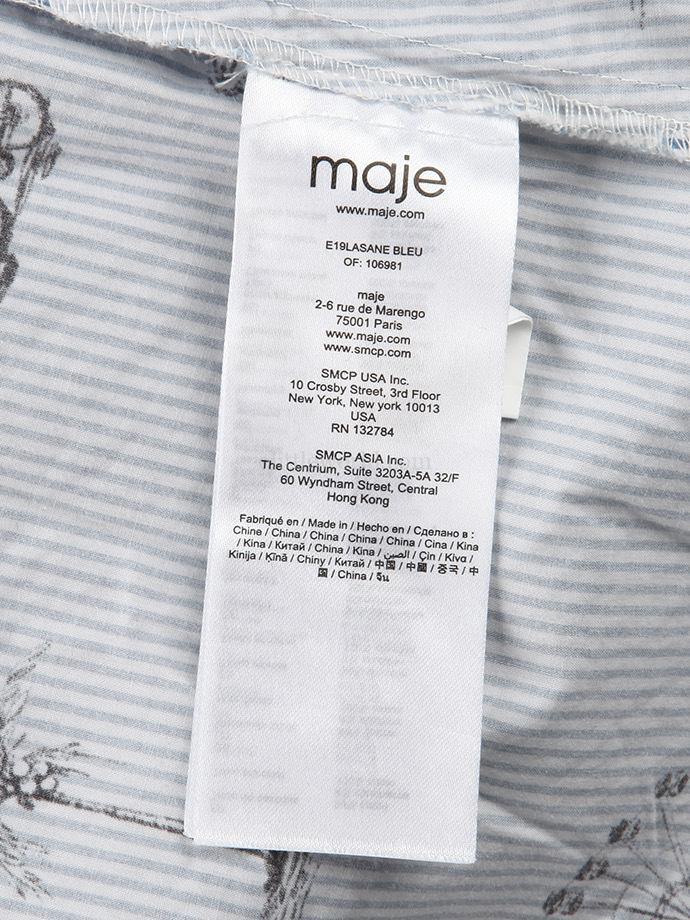 maje
www.maje.com
E19LASANE BLEU
OF: 106981
maje
2-6 rue de Marengo
75001 Paris
www.maje.com
www.smcp.com
SMCP USA Inc.
10 Crosby Street, 3rd Floor
New York, New york 10013
USA
RN 132784
SMCP ASIA Inc.
The Centrium, Suite 3203A-5A 32/F
60 Wyndham Street, Central
Hong Kong
Fabriqué en / Made in / Hecho en / Сделано в :
Chine / China / China / China / China / Cina / Kina
/ Kina / Китай / China / Kina / الصين / Çin / Κίνα /
Kinija / Ķīnā / Chiny / Китай / 中国 / 中國 / 중국 / 中
国 / China / จีน